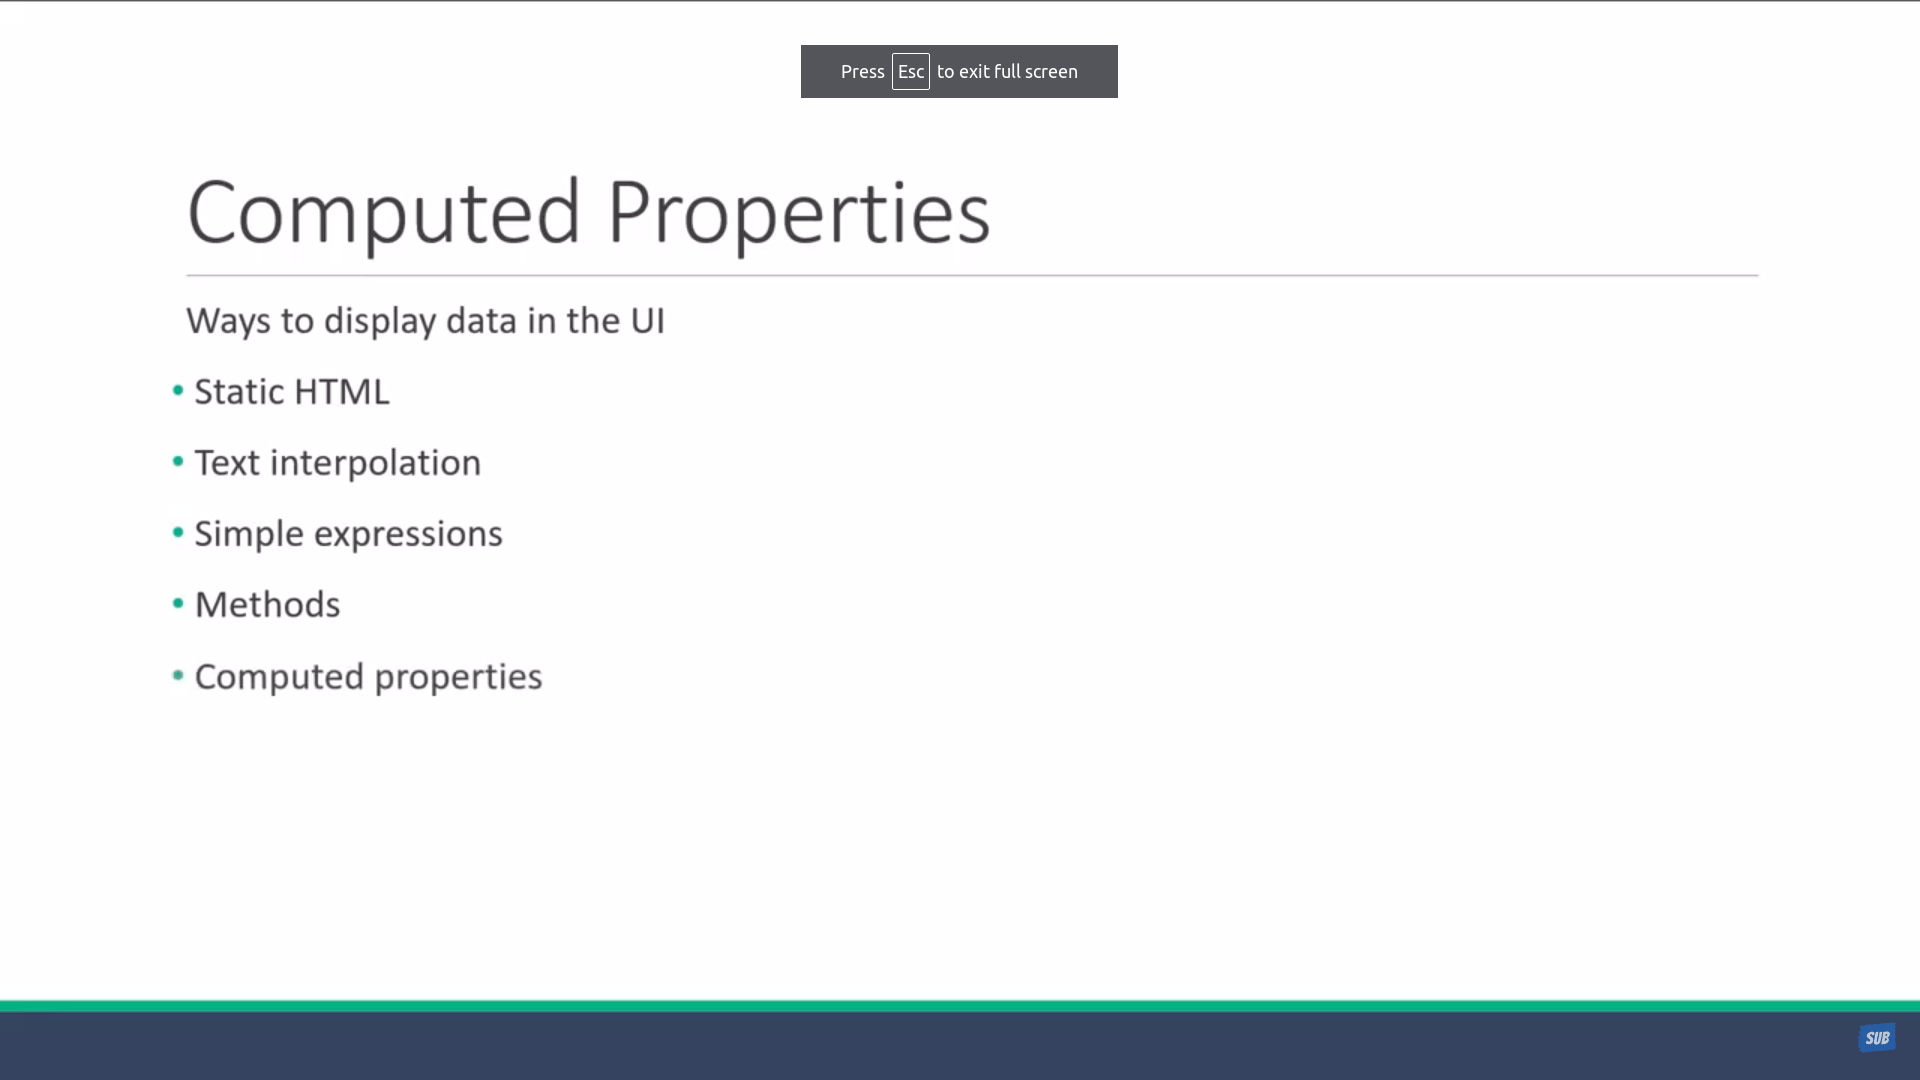 Press Esc to exit full screen
Computed Properties
Ways to display data in the UI
• Static HTML
• Text interpolation
• Simple expressions
• Methods
• Computed properties
SUB